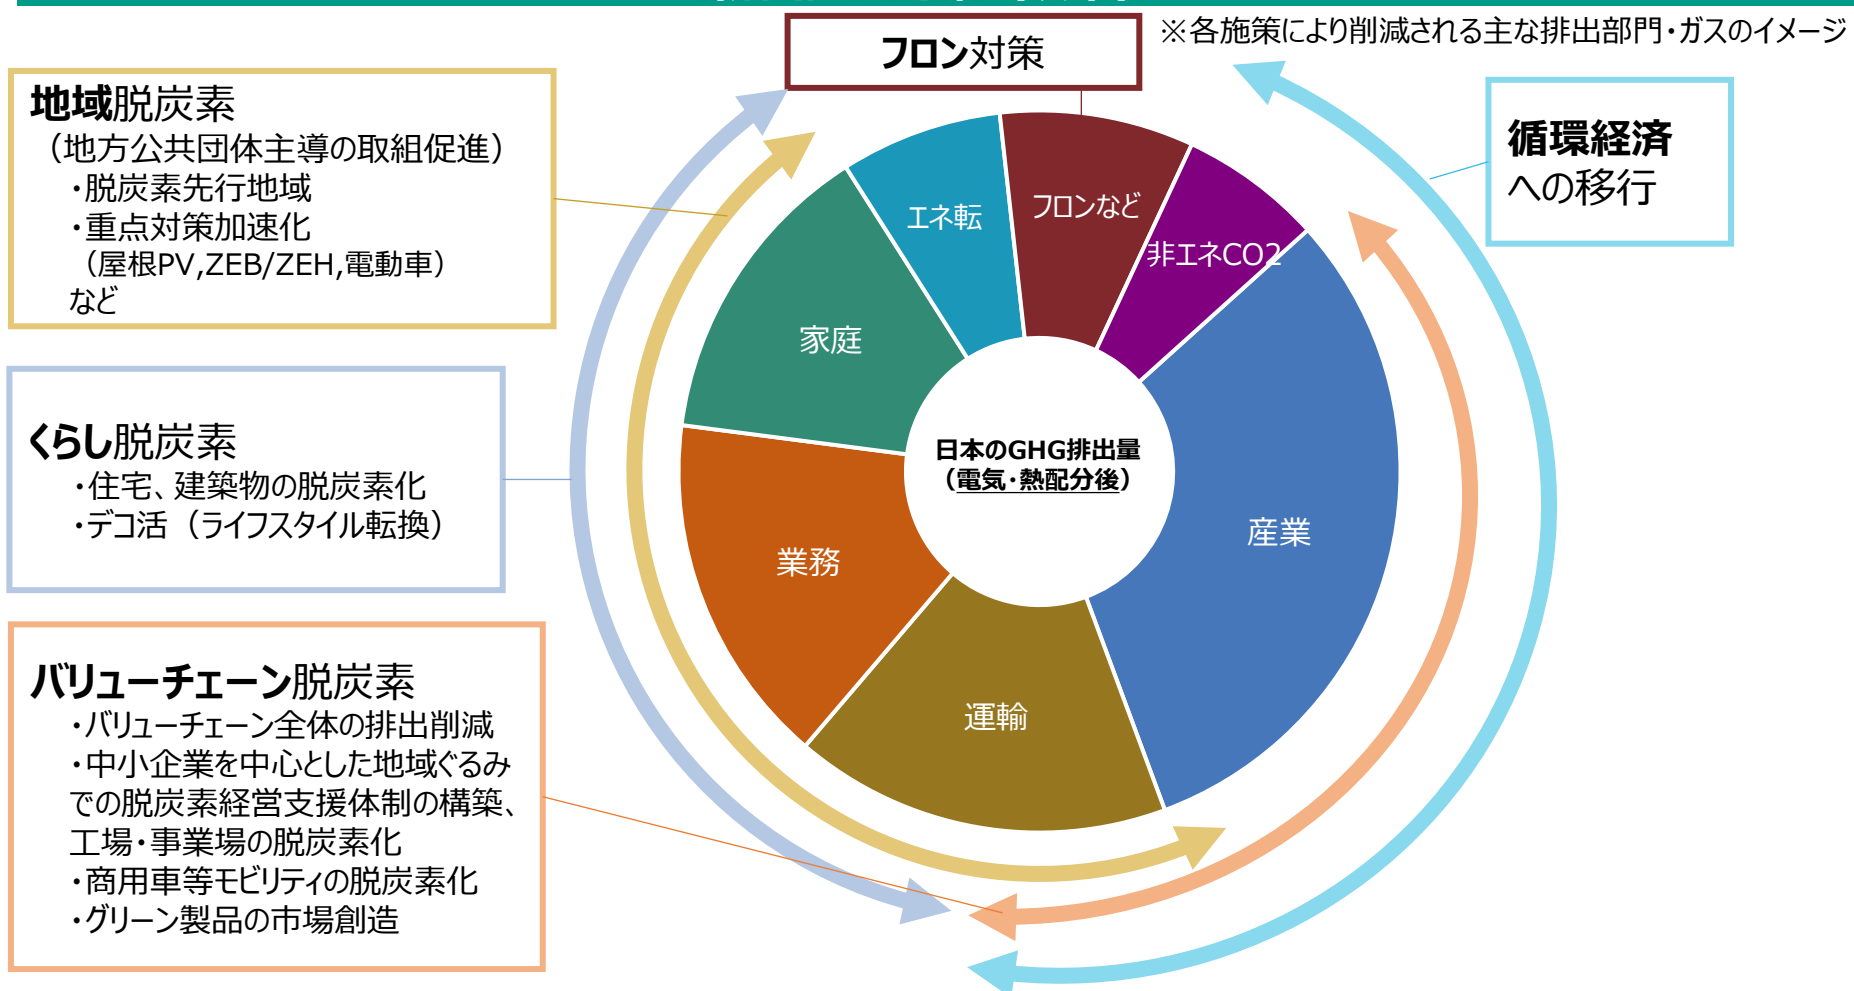 ※各施策により削減される主な排出部門・ガスのイメージ
フロン対策
地域脱炭素
（地方公共団体主導の取組促進）
・脱炭素先行地域
・重点対策加速化
（屋根PV,ZEB/ZEH,電動車）
など
循環経済
への移行
くらし脱炭素
・住宅、建築物の脱炭素化
・デコ活（ライフスタイル転換）
バリューチェーン脱炭素
・バリューチェーン全体の排出削減
・中小企業を中心とした地域ぐるみ
での脱炭素経営支援体制の構築、
工場・事業場の脱炭素化
・商用車等モビリティの脱炭素化
・グリーン製品の市場創造
エネ転
フロンなど
非エネCO2
家庭
日本のGHG排出量
（電気・熱配分後）
産業
業務
運輸